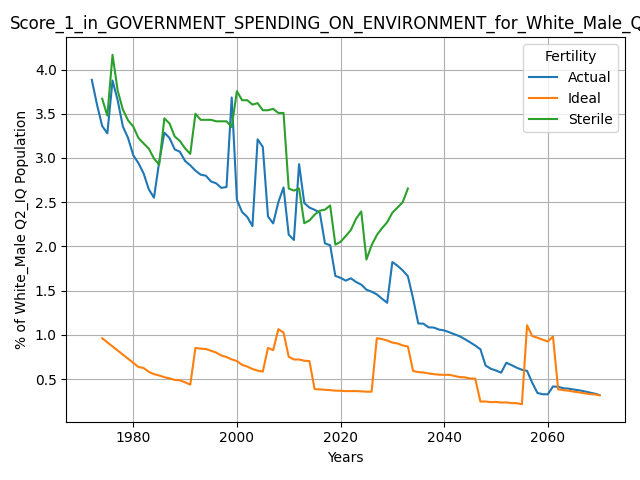 Score_1_in_GOVERNMENT_SPENDING_ON_ENVIRONMENT_for_White_Male_Q
% of White_Male Q2_IQ Population
4.0
3.5
3.0
2.5
2.0
1.5
1.0
0.5
Fertility
Actual
Ideal
Sterile
1980
2000
2020
2040
2060
Years